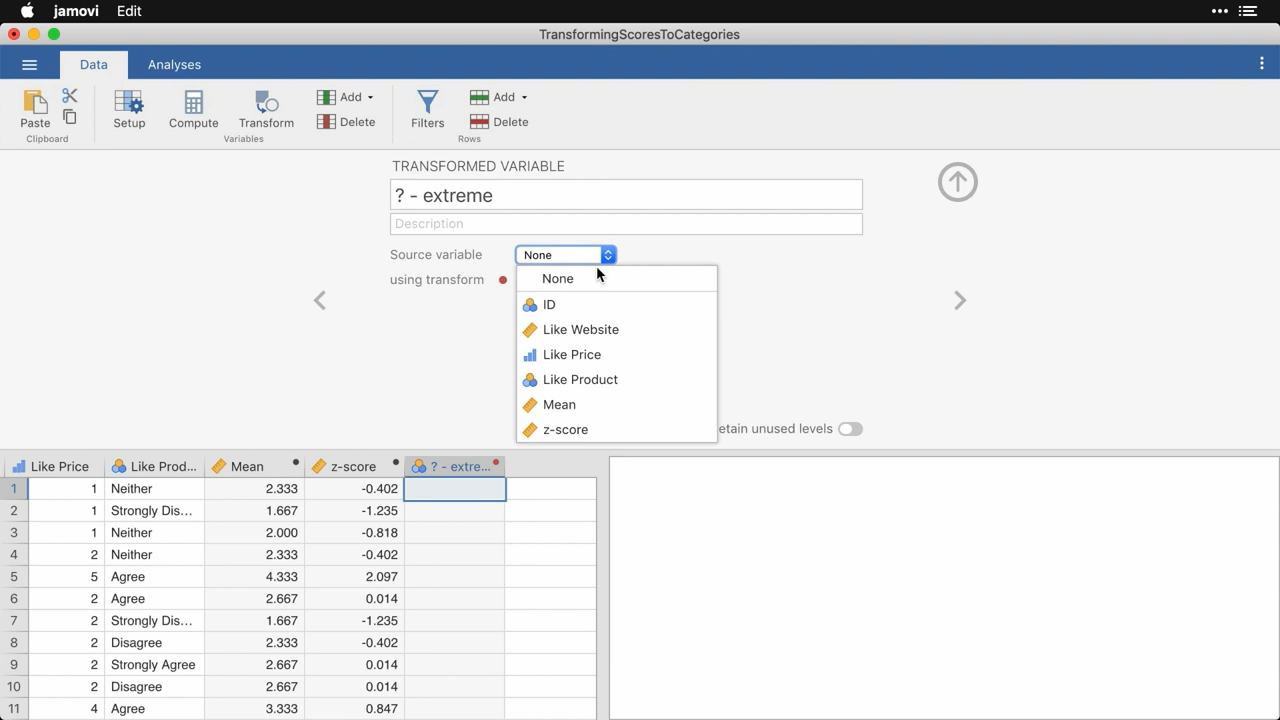 jamovi Edit
TransformingScoresToCategories
Data Analyses
Paste Setup Compute Transform Add Delete Filters Add Delete
Clipboard Variables Rows
TRANSFORMED VARIABLE
? - extreme
Description
Source variable None
using transform None
ID
Like Website
Like Price
Like Product
Mean
z-score
etain unused levels
Like Price Like Prod... Mean z-score ? - extre...
1 1 Neither 2.333 -0.402
2 1 Strongly Dis... 1.667 -1.235
3 1 Neither 2.000 -0.818
4 2 Neither 2.333 -0.402
5 5 Agree 4.333 2.097
6 2 Agree 2.667 0.014
7 2 Strongly Dis... 1.667 -1.235
8 2 Disagree 2.333 -0.402
9 2 Strongly Agree 2.667 0.014
10 2 Disagree 2.667 0.014
11 4 Agree 3.333 0.847